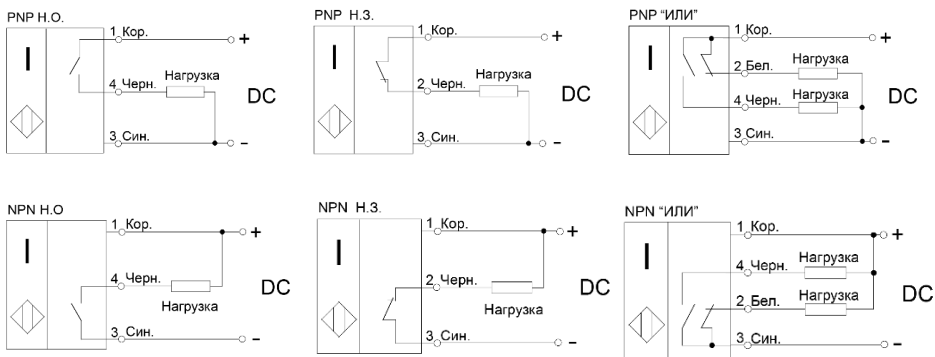 PNP Н.О.
1 Кор.
+
Нагрузка
4 Черн.
DC
3 Син.
-
PNP Н.З.
1 Кор.
+
Нагрузка
2 Черн.
DC
3 Син.
-
PNP “ИЛИ”
1 Кор.
+
2 Бел. Нагрузка
DC
4 Черн. Нагрузка
3 Син.
-
NPN Н.О
1 Кор.
+
4 Черн.
DC
Нагрузка
3 Син.
-
NPN Н.З.
1 Кор.
+
2 Черн.
DC
Нагрузка
3 Син.
-
NPN “ИЛИ”
1 Кор.
+
4 Черн. Нагрузка
DC
2 Бел. Нагрузка
3 Син.
-